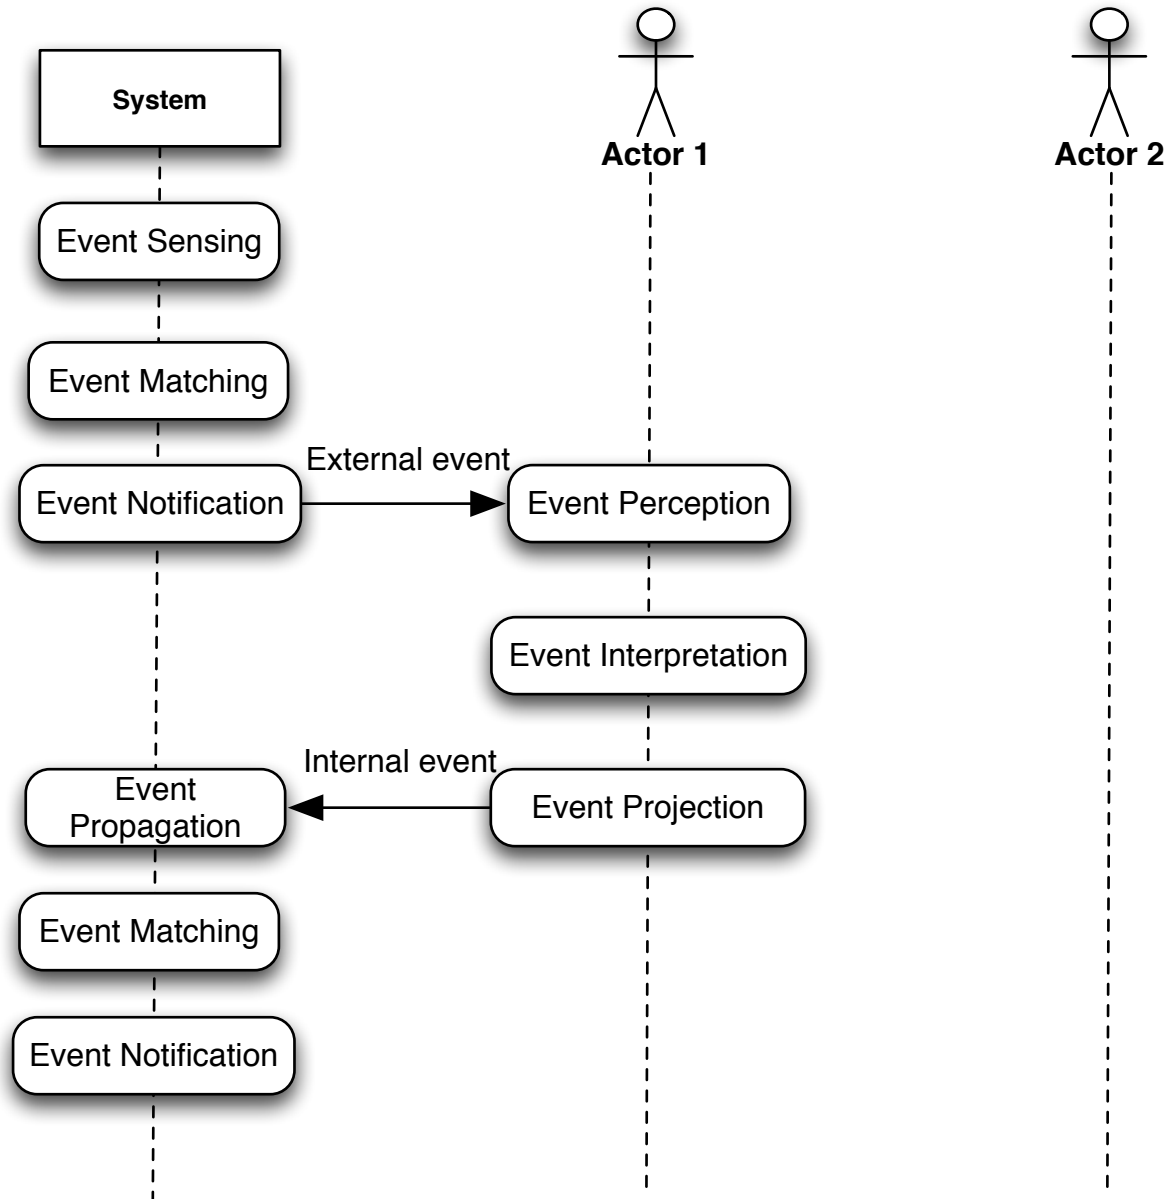 System
Actor 1
Actor 2
Event Sensing
Event Matching
External event
Event Notification
Event Perception
Event Interpretation
Internal event
Event
Propagation
Event Projection
Event Matching
Event Notification